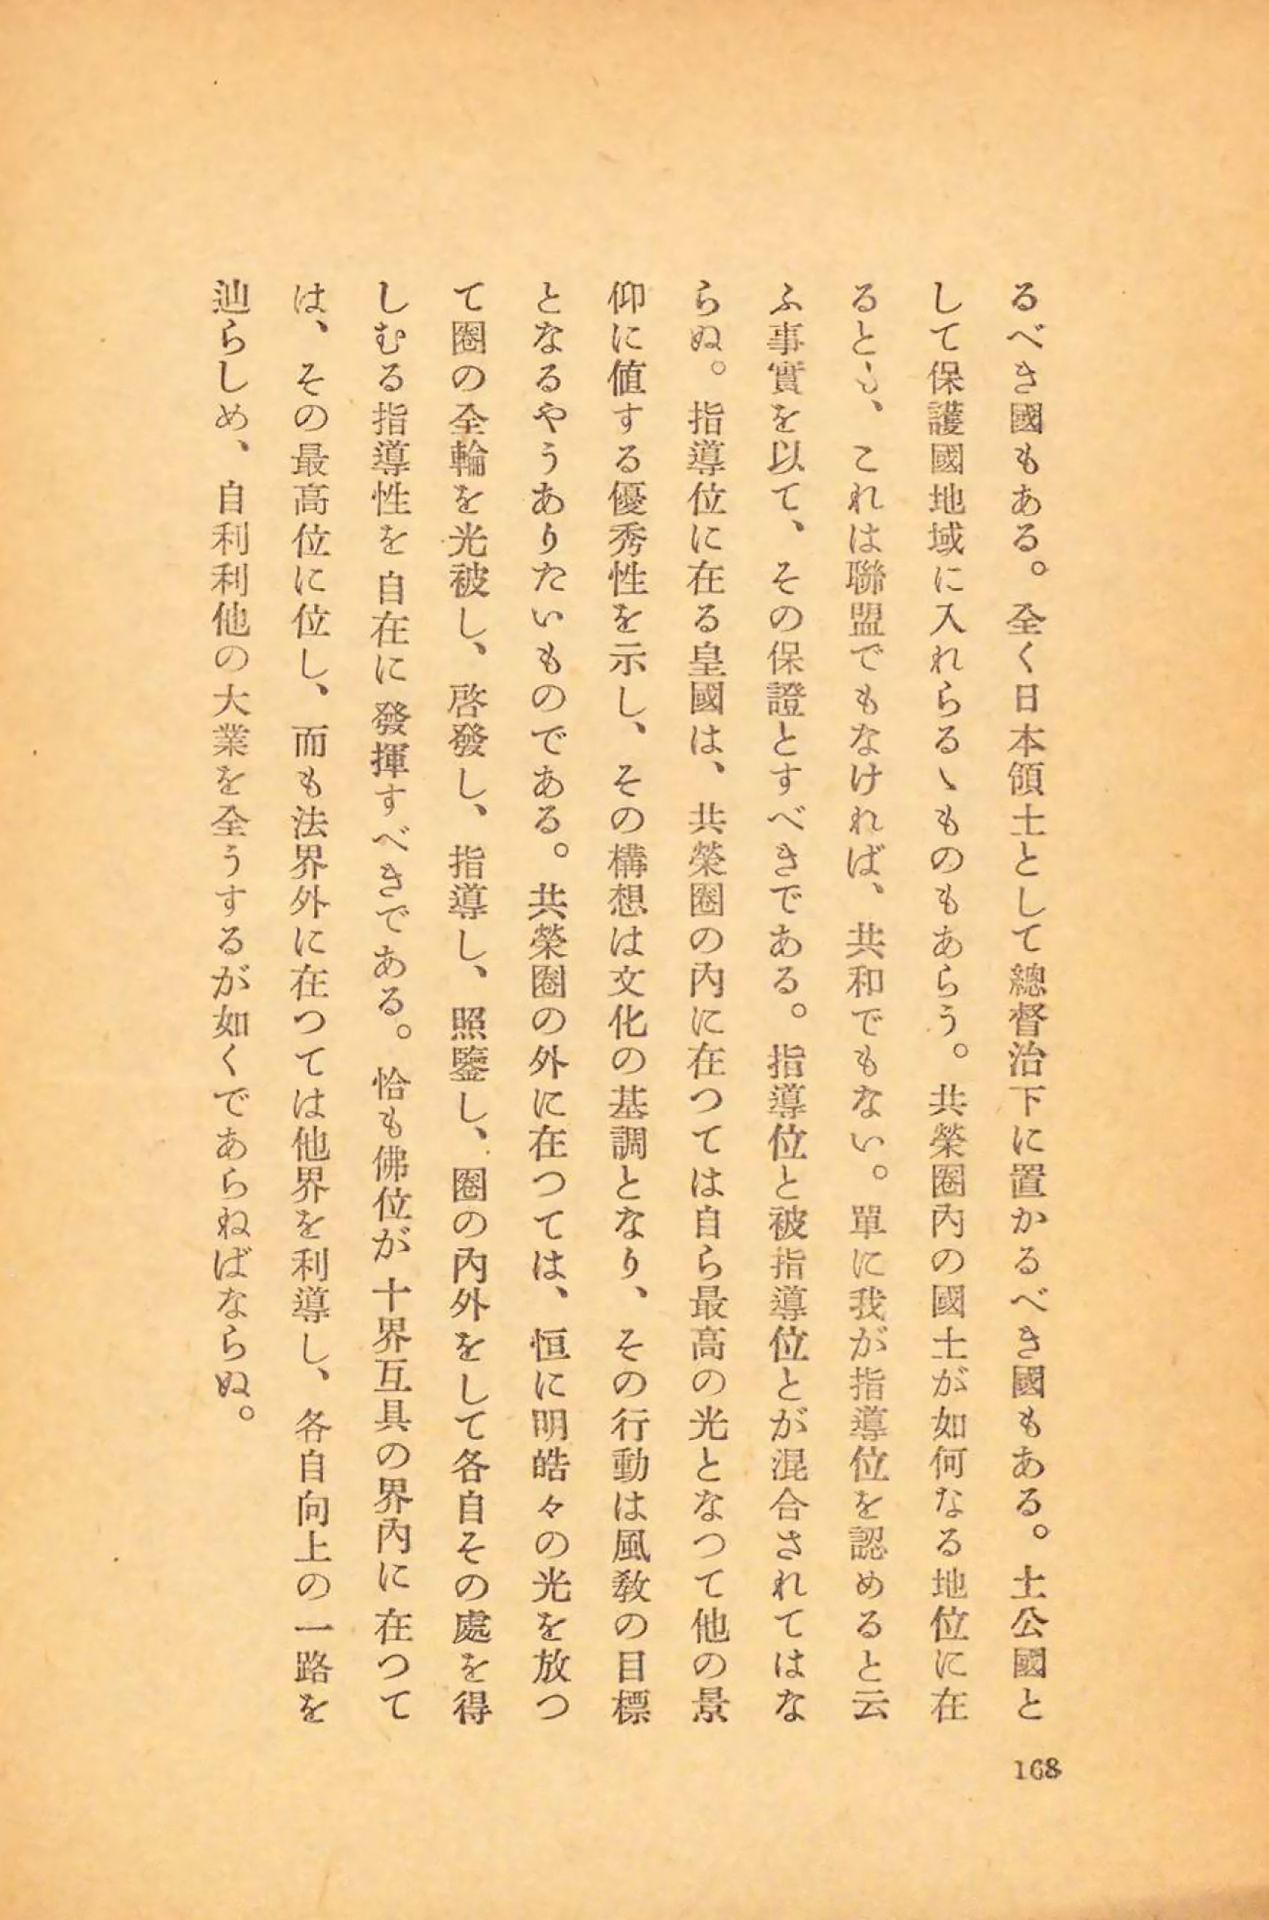 るべき國もある。全く日本領土として總督治下に置かるべき國もある。土公國と
して保護國地域に入れらるゝものもあらう。共榮圈內の國土が如何なる地位に在
るとも、これは聯盟でもなければ、共和でもない。單に我が指導位を認めると云
ふ事實を以て、その保證とすべきである。指導位と被指導位とが混合されてはな
らぬ。指導位に在る皇國は、共榮圈の內に在つては自ら最高の光となつて他の景
仰に値する優秀性を示し、その構想は文化の基調となり、その行動は風敎の目標
となるやうありたいものである。共榮圈の外に在つては、恒に明皓々の光を放つ
て圈の全輪を光被し、啓發し、指導し、照鑒し、圈の內外をして各自その處を得
しむる指導性を自在に發揮すべきである。恰も佛位が十界互具の界內に在つて
は、その最高位に位し、而も法界外に在つては他界を利導し、各自向上の一路を
辿らしめ、自利利他の大業を全うするが如くであらねばならぬ。
168